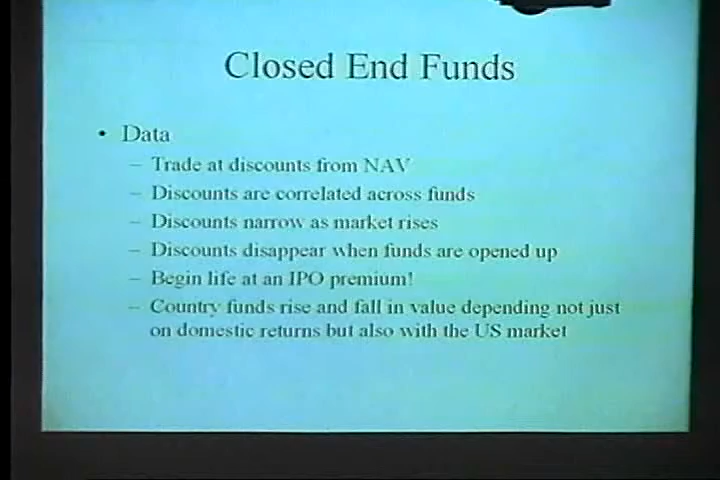 Closed End Funds
• Data
– Trade at discounts from NAV
– Discounts are correlated across funds
– Discounts narrow as market rises
– Discounts disappear when funds are opened up
– Begin life at an IPO premium!
– Country funds rise and fall in value depending not just
on domestic returns but also with the US market